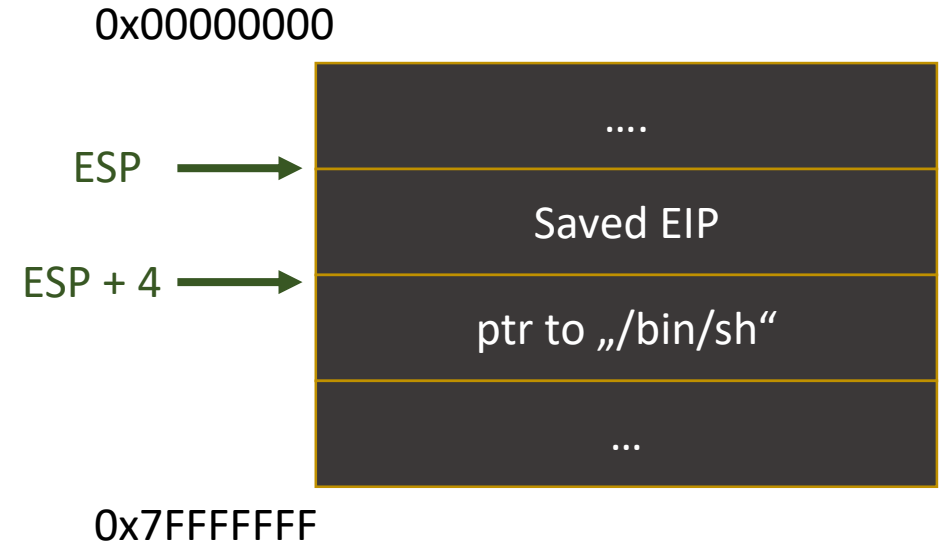 0x00000000
....
ESP
Saved EIP
ESP + 4
ptr to „/bin/sh“
...
0x7FFFFFFF